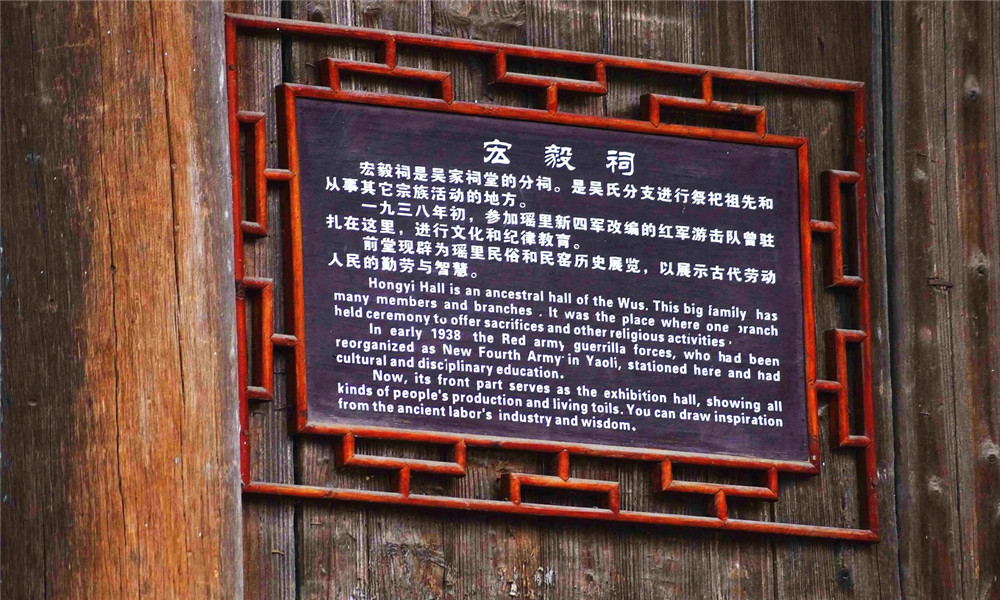 宏毅祠
宏毅祠是吴家祠堂的分祠。是吴氏分支进行祭祀祖先和
从事其它宗族活动的地方。
一九三八年初，参加瑶里新四军改编的红军游击队曾驻
扎在这里，进行文化和纪律教育。
前堂现辟为瑶里民俗和民窑历史展览，以展示古代劳动
人民的勤劳与智慧。
Hongyi Hall is an ancestral hall of the Wus. This big family has
many members and branches . It was the place where one branch
held ceremony to offer sacrifices and other religious activities .
In early 1938 the Red army guerrilla forces, who had been
reorganized as New Fourth Army in Yaoli, stationed here and had
cultural and disciplinary education.
Now, its front part serves as the exhibition hall, showing all
kinds of people's production and living toils. You can draw inspiration
from the ancient labor's industry and wisdom.